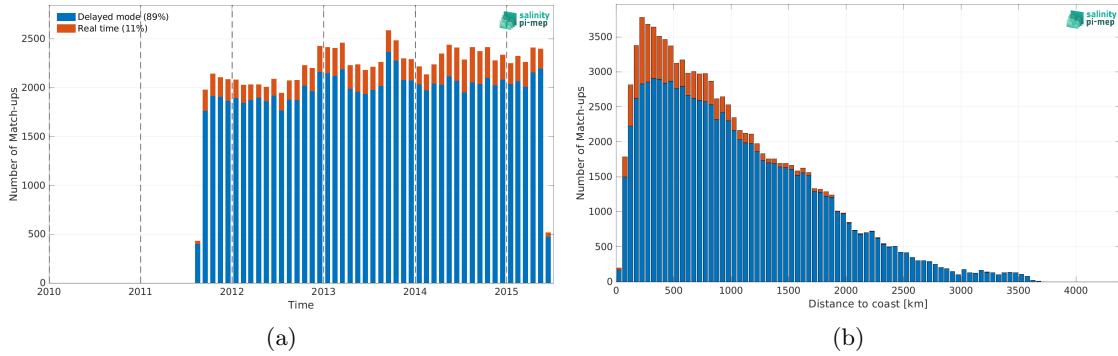 Delayed mode (89%)
Real time (11%)
salinity
pi-mep
Number of Match-ups
2500
2000
1500
1000
500
0
2010
2011
2012
2013
2014
2015
Time
(a)
salinity
pi-mep
Number of Match-ups
3500
3000
2500
2000
1500
1000
500
0
0
500
1000
1500
2000
2500
3000
3500
4000
Distance to coast [km]
(b)